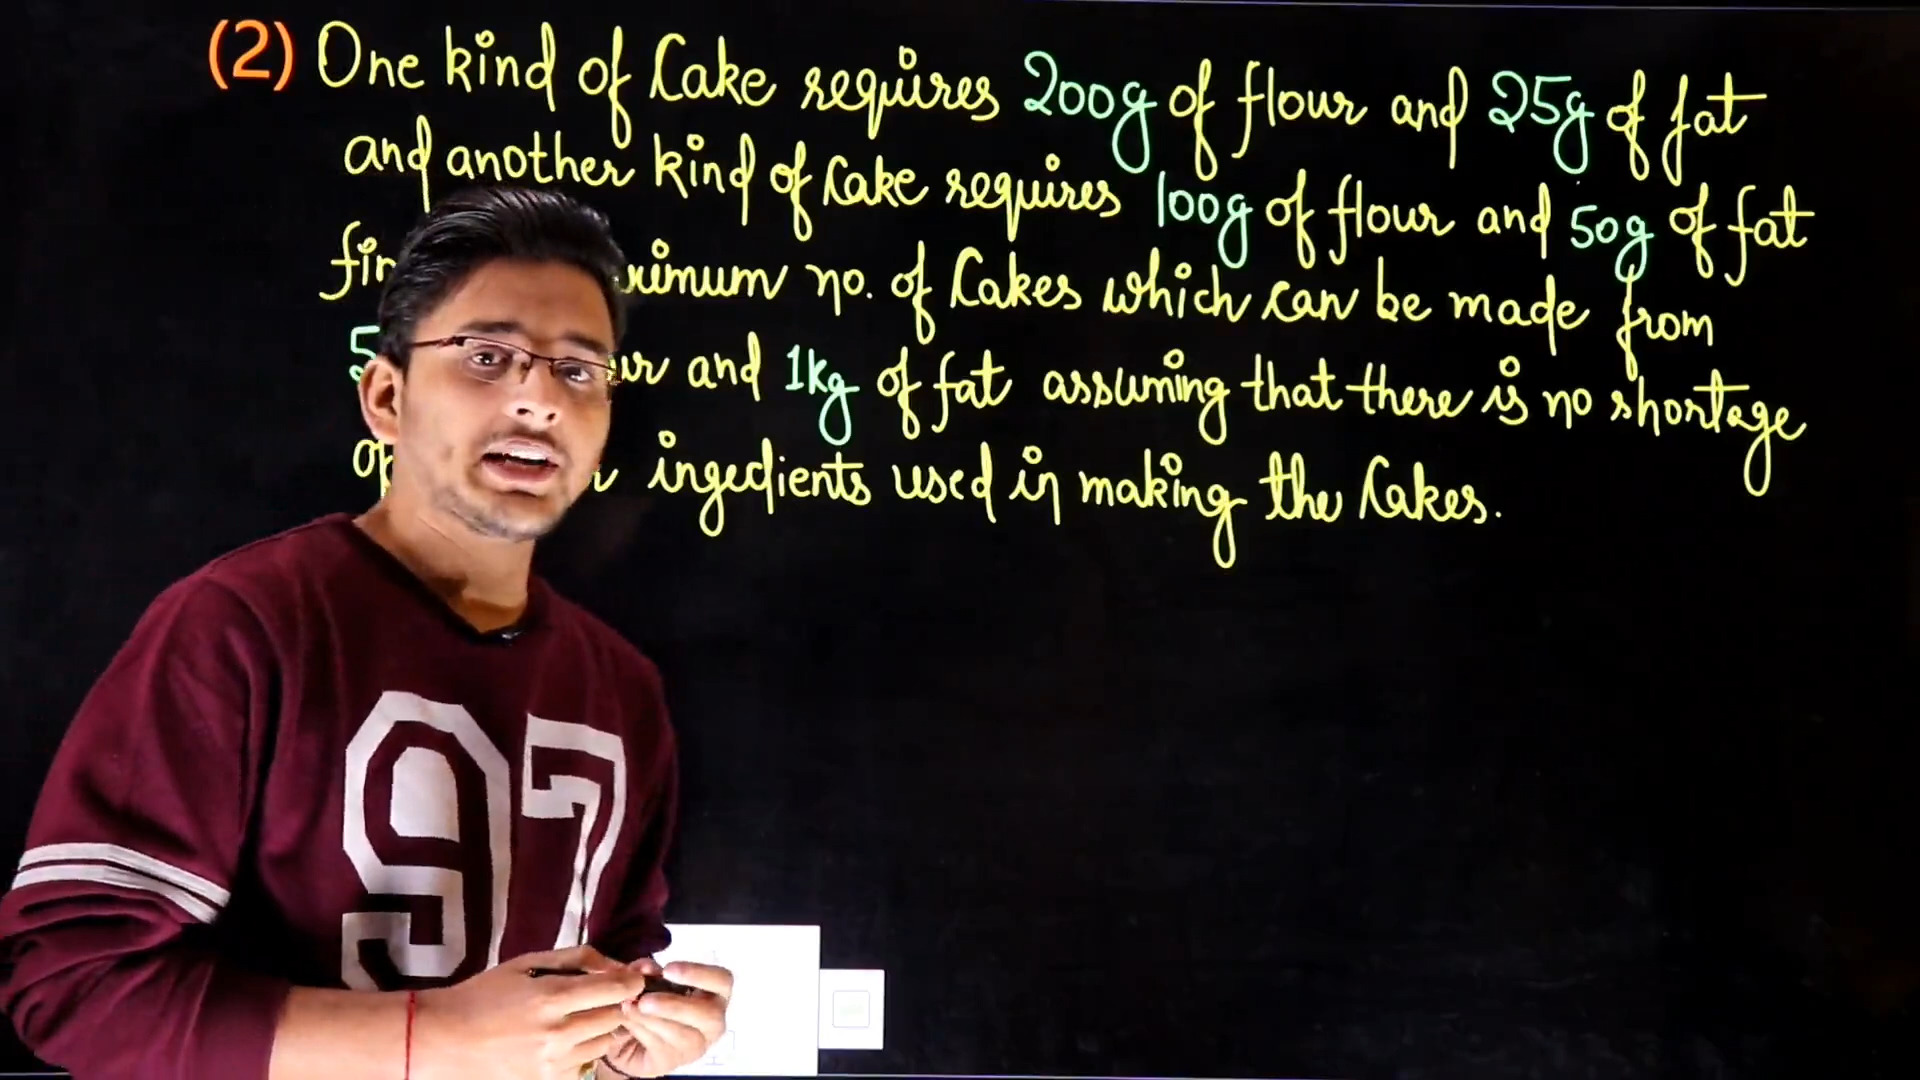 (2) One kind of Cake requires 200g of flour and 25g of fat
and another kind of Cake requires 100g of flour and 50g of fat
no. of Cakes which can be made from
and 1kg of fat assuming that there is no shortage
ingedients used in making the Cakes.
97